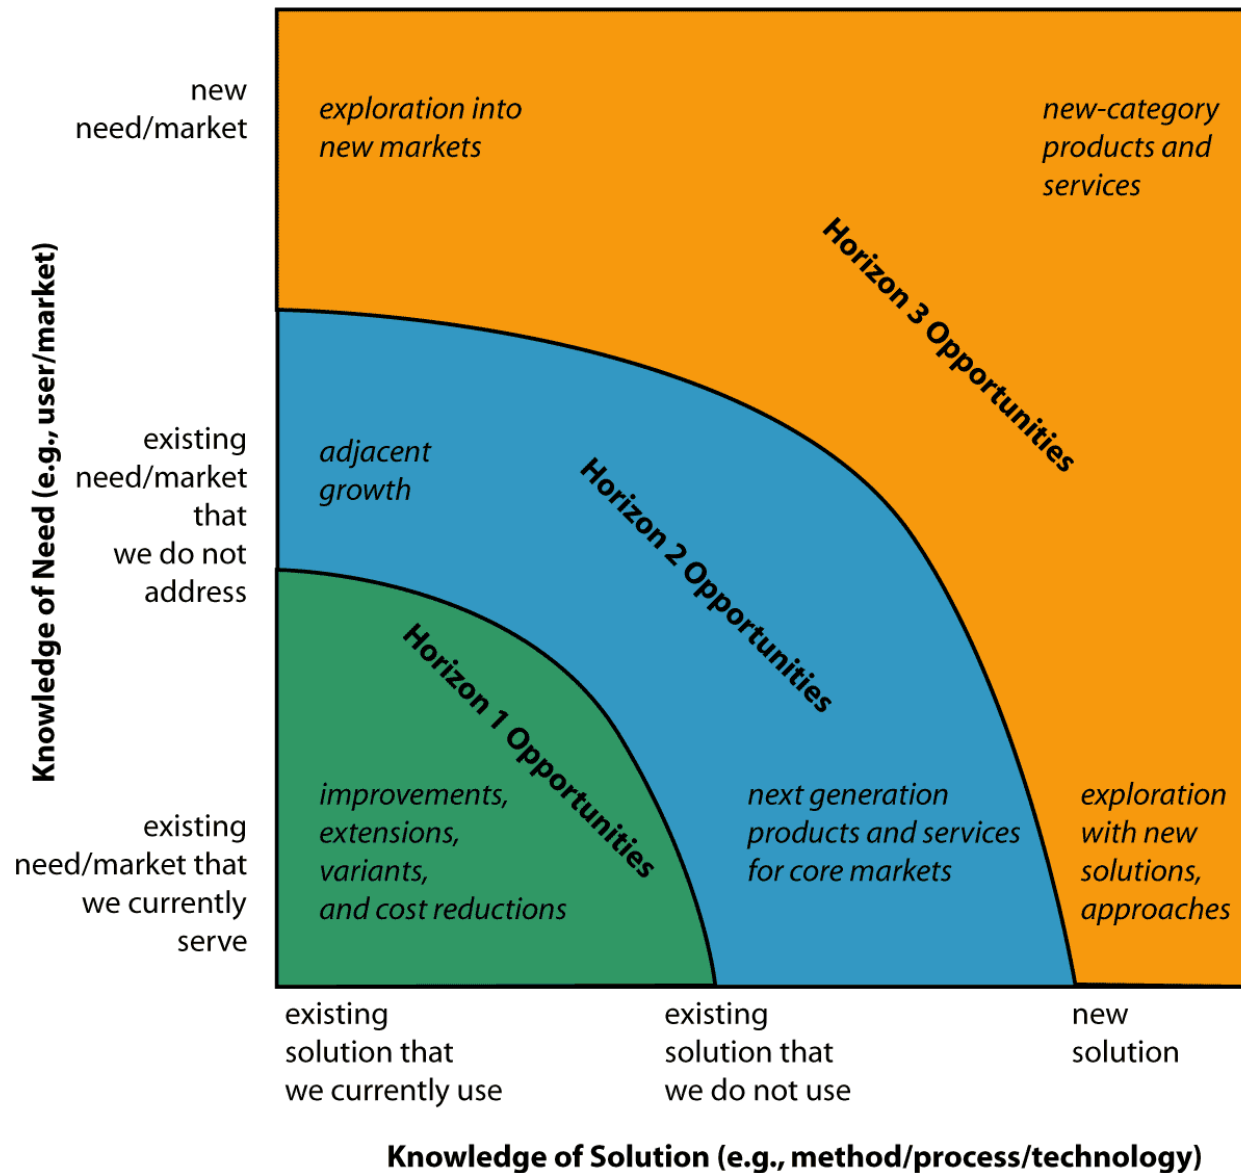 new
need/market
exploration into
new markets
new-category
products and
services
Horizon 3 Opportunities
Knowledge of Need (e.g., user/market)
existing
need/market
that
we do not
address
adjacent
growth
Horizon 2 Opportunities
Horizon 1 Opportunities
existing
need/market that
we currently
serve
improvements,
extensions,
variants,
and cost reductions
next generation
products and services
for core markets
exploration
with new
solutions,
approaches
existing
solution that
we currently use
existing
solution that
we do not use
new
solution
Knowledge of Solution (e.g., method/process/technology)